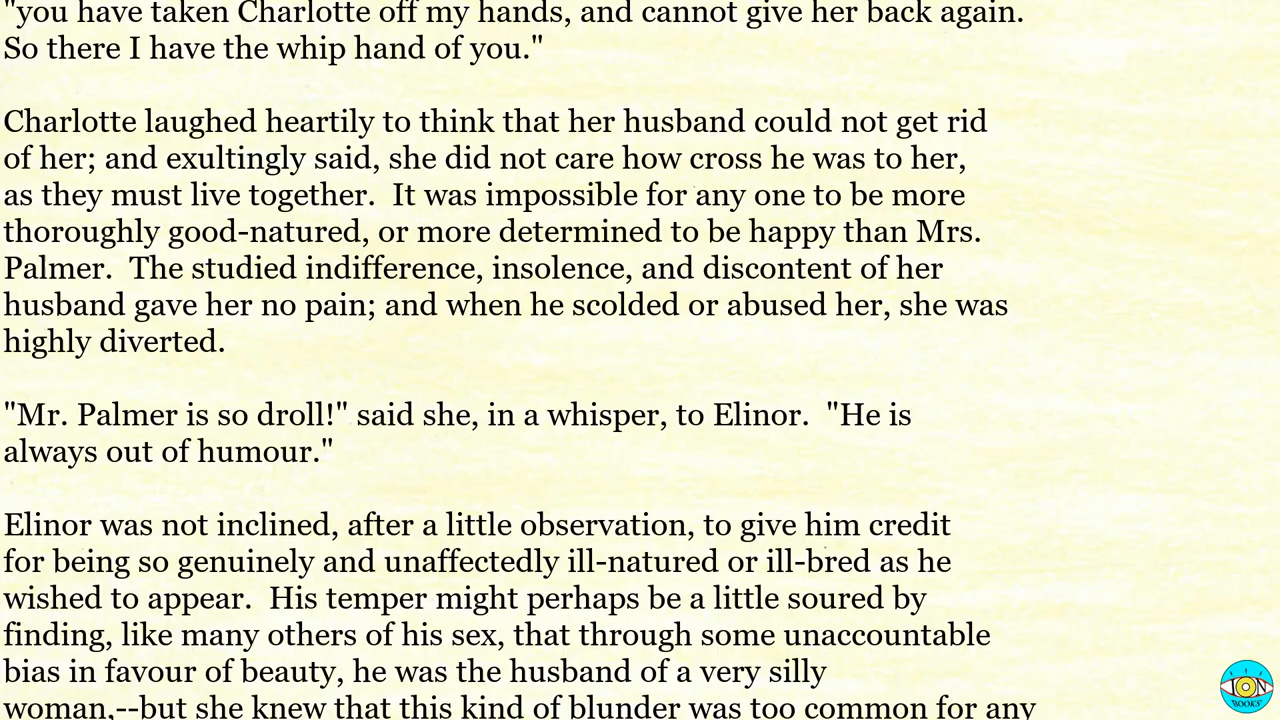 "you have taken Charlotte off my hands, and cannot give her back again.
So there I have the whip hand of you."
Charlotte laughed heartily to think that her husband could not get rid
of her; and exultingly said, she did not care how cross he was to her,
as they must live together.  It was impossible for any one to be more
thoroughly good-natured, or more determined to be happy than Mrs.
Palmer.  The studied indifference, insolence, and discontent of her
husband gave her no pain; and when he scolded or abused her, she was
highly diverted.
"Mr. Palmer is so droll!" said she, in a whisper, to Elinor.  "He is
always out of humour."
Elinor was not inclined, after a little observation, to give him credit
for being so genuinely and unaffectedly ill-natured or ill-bred as he
wished to appear.  His temper might perhaps be a little soured by
finding, like many others of his sex, that through some unaccountable
bias in favour of beauty, he was the husband of a very silly
woman,--but she knew that this kind of blunder was too common for any
ION
BOOKS